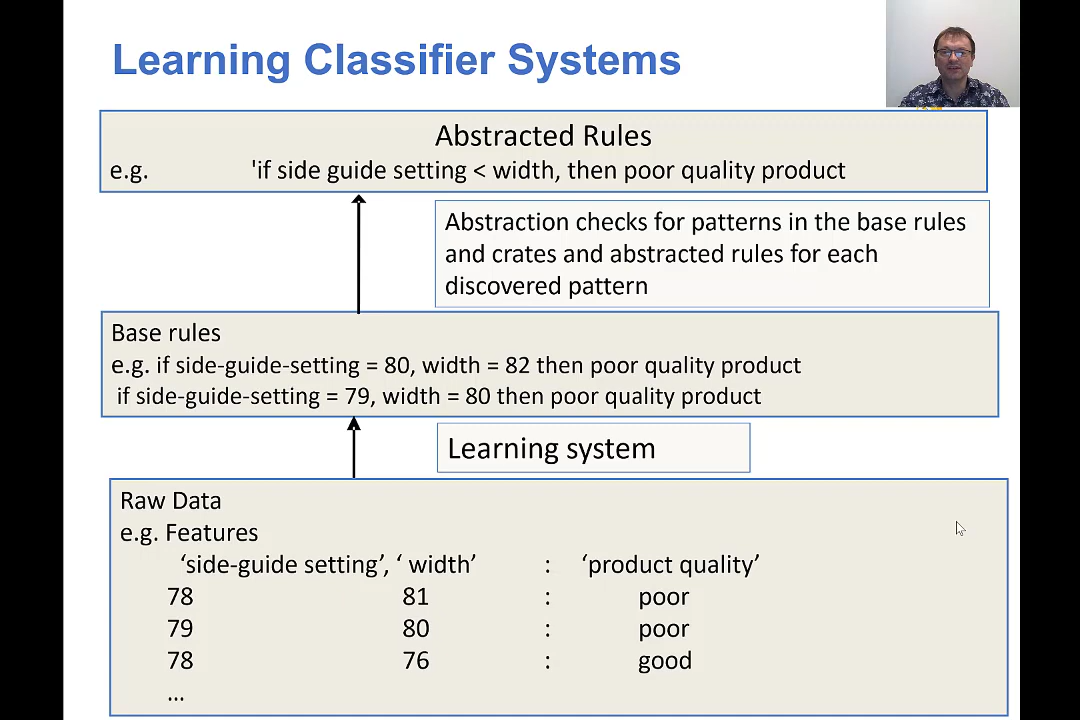 Learning Classifier Systems
Abstracted Rules
e.g. 'if side guide setting < width, then poor quality product
Abstraction checks for patterns in the base rules
and crates and abstracted rules for each
discovered pattern
Base rules
e.g. if side-guide-setting = 80, width = 82 then poor quality product
if side-guide-setting = 79, width = 80 then poor quality product
Learning system
Raw Data
e.g. Features
‘side-guide setting’, ‘ width’ : ‘product quality’
78 81 : poor
79 80 : poor
78 76 : good
...